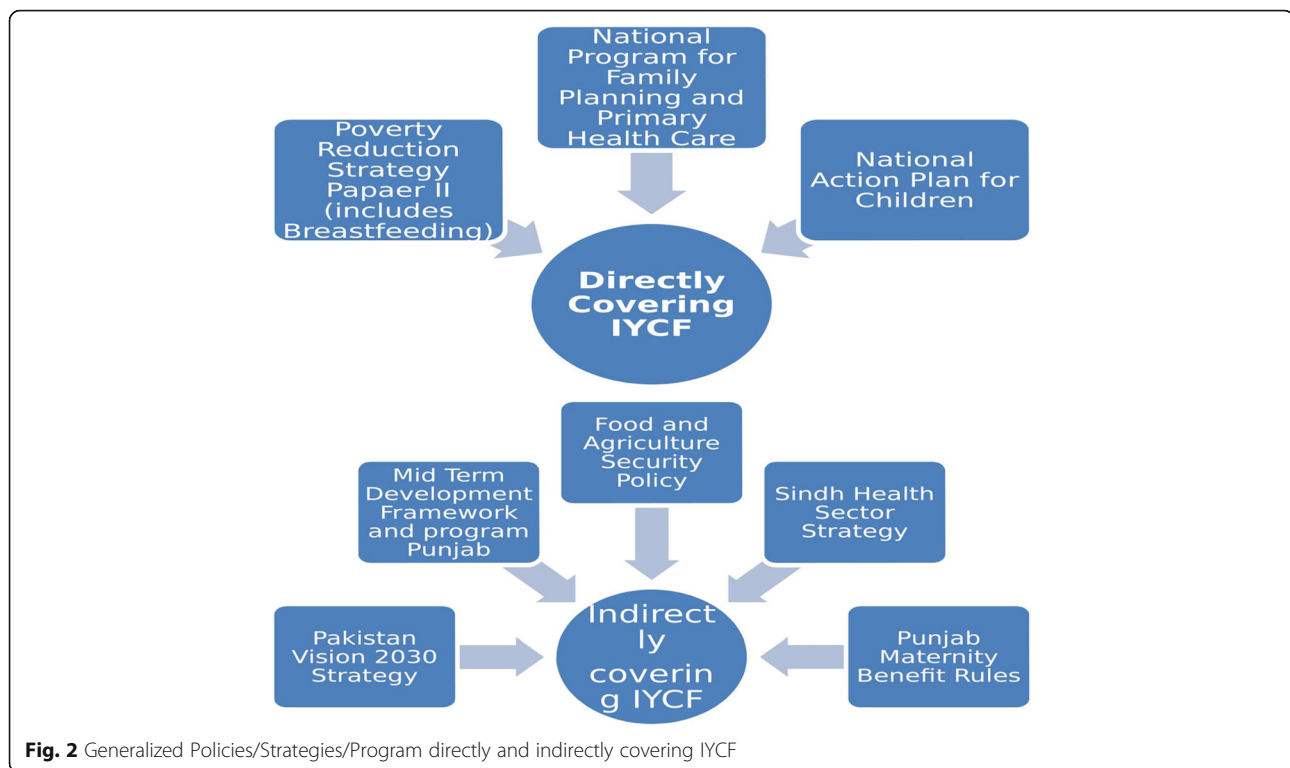 National
Program for
Family
Planning and
Primary
Health Care
Poverty
Reduction
Strategy
Papaer II
(includes
Breastfeeding)
National
Action Plan for
Children
Directly
Covering
IYCF
Food and
Agriculture
Security
Policy
Mid Term
Development
Framework
and program
Punjab
Sindh Health
Sector
Strategy
Pakistan
Vision 2030
Strategy
Indirect
ly
coverin
g IYCF
Punjab
Maternity
Benefit Rules
Fig. 2 Generalized Policies/Strategies/Program directly and indirectly covering IYCF